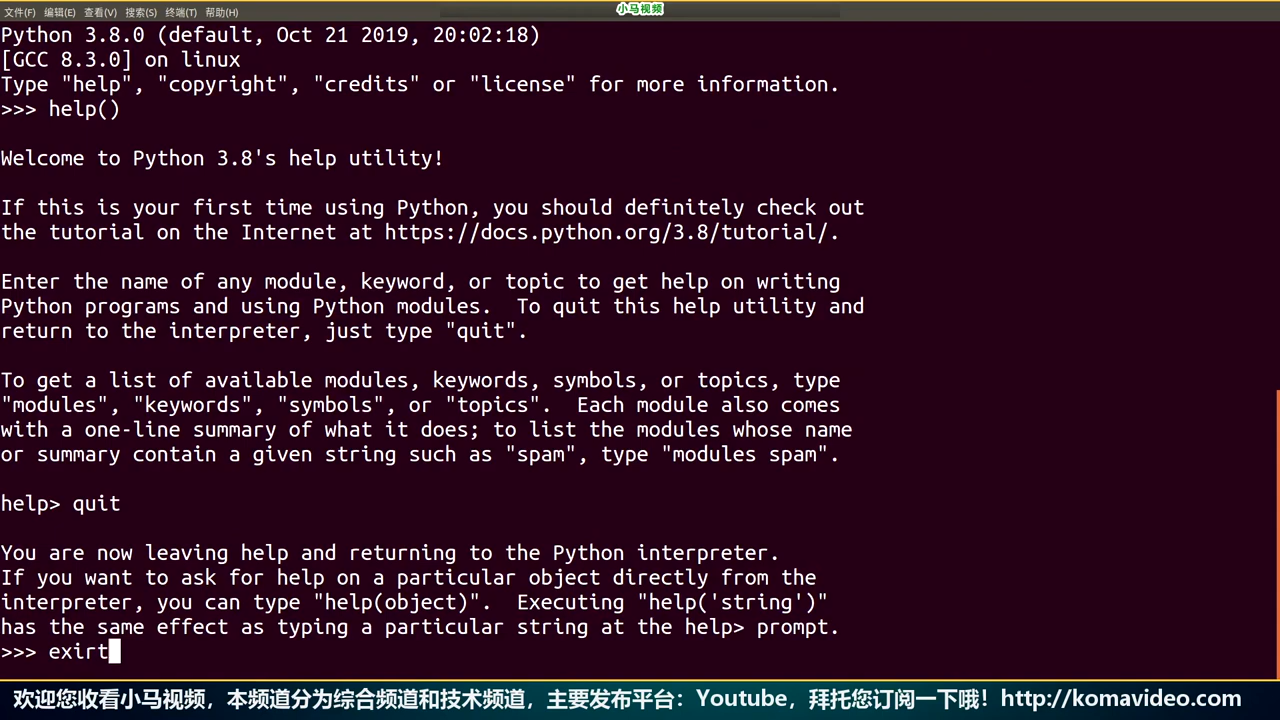 小马视频
文件(F) 编辑(E) 查看(V) 搜索(S) 终端(T) 帮助(H)
Python 3.8.0 (default, Oct 21 2019, 20:02:18)
[GCC 8.3.0] on linux
Type "help", "copyright", "credits" or "license" for more information.
>>> help()
Welcome to Python 3.8's help utility!
If this is your first time using Python, you should definitely check out
the tutorial on the Internet at https://docs.python.org/3.8/tutorial/.
Enter the name of any module, keyword, or topic to get help on writing
Python programs and using Python modules.  To quit this help utility and
return to the interpreter, just type "quit".
To get a list of available modules, keywords, symbols, or topics, type
"modules", "keywords", "symbols", or "topics".  Each module also comes
with a one-line summary of what it does; to list the modules whose name
or summary contain a given string such as "spam", type "modules spam".
help> quit
You are now leaving help and returning to the Python interpreter.
If you want to ask for help on a particular object directly from the
interpreter, you can type "help(object)".  Executing "help('string')"
has the same effect as typing a particular string at the help> prompt.
>>> exirt
欢迎您收看小马视频，本频道分为综合频道和技术频道，主要发布平台：Youtube，拜托您订阅一下哦！http://komavideo.com